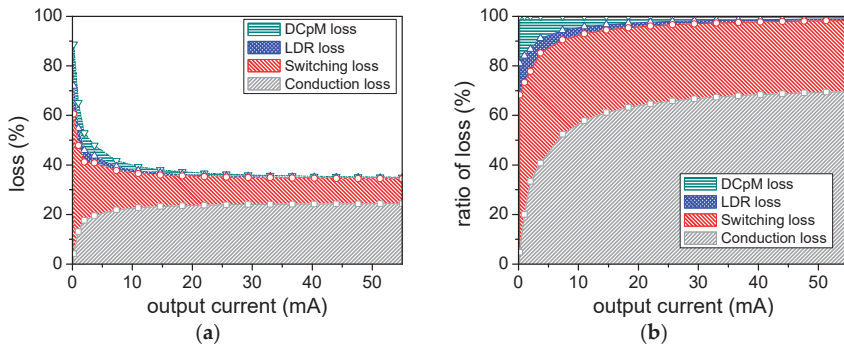 100
80
60
40
20
0
loss (%)
DCpM loss
LDR loss
Switching loss
Conduction loss
0 10 20 30 40 50
output current (mA)
(a)
100
80
60
40
20
0
ratio of loss (%)
DCpM loss
LDR loss
Switching loss
Conduction loss
0 10 20 30 40 50
output current (mA)
(b)